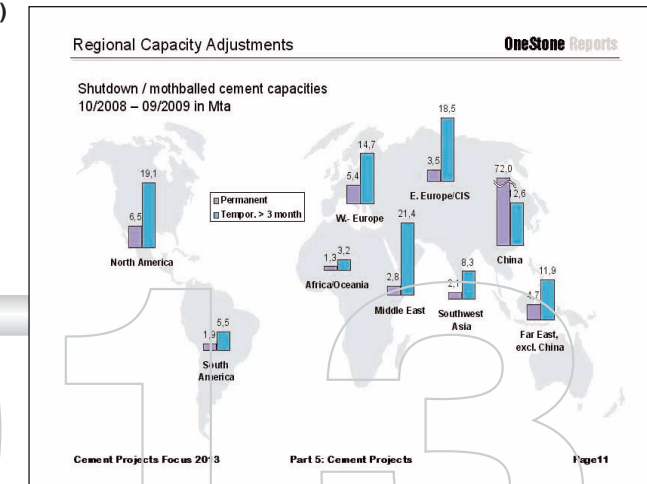 )
Regional Capacity Adjustments
OneStone Reports
Shutdown / mothballed cement capacities
10/2008 – 09/2009 in Mta
Permanent
Tempor. > 3 month
6,5
19,1
North America
1,9
5,5
South
America
5,4
14,7
W.- Europe
3,5
18,5
E. Europe/CIS
72,0
12,6
China
1,3
3,2
Africa/Oceania
2,8
21,4
Middle East
2,1
8,3
Southwest
Asia
4,7
11,9
Far East,
excl. China
Cement Projects Focus 2013
Part 5: Cement Projects
Page11
13